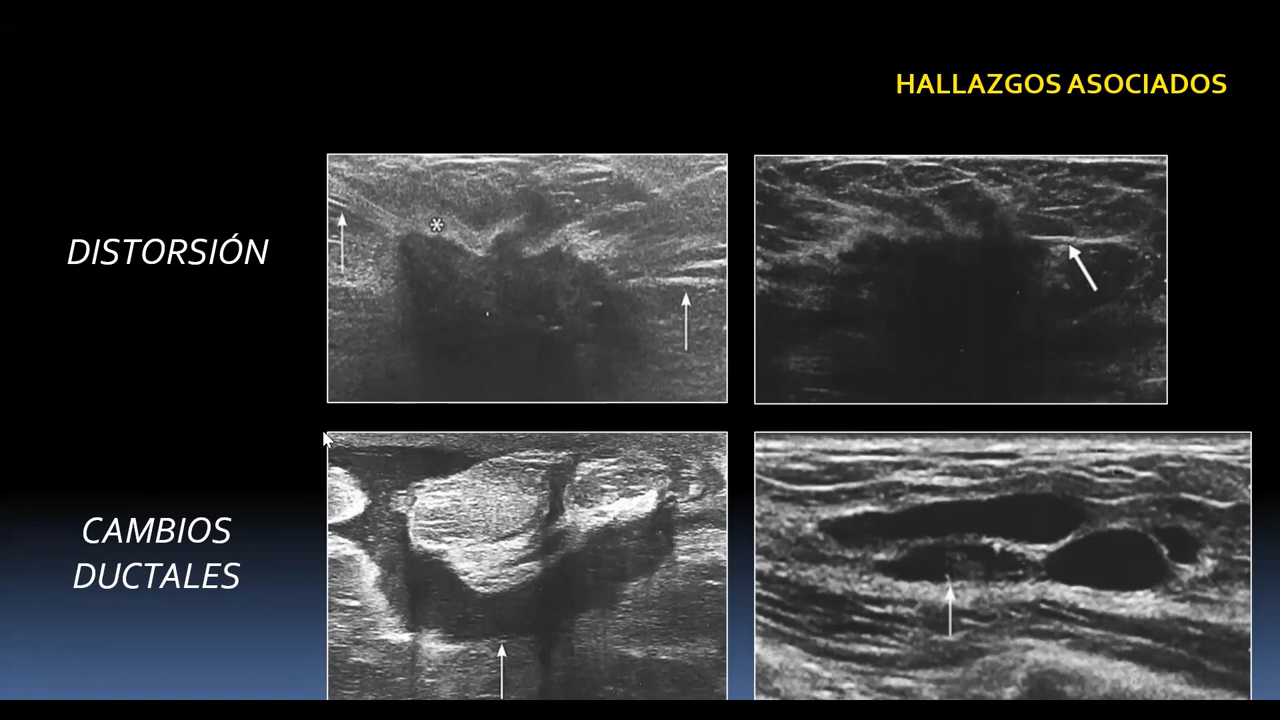 HALLAZGOS ASOCIADOS
DISTORSIÓN
*
CAMBIOS
DUCTALES